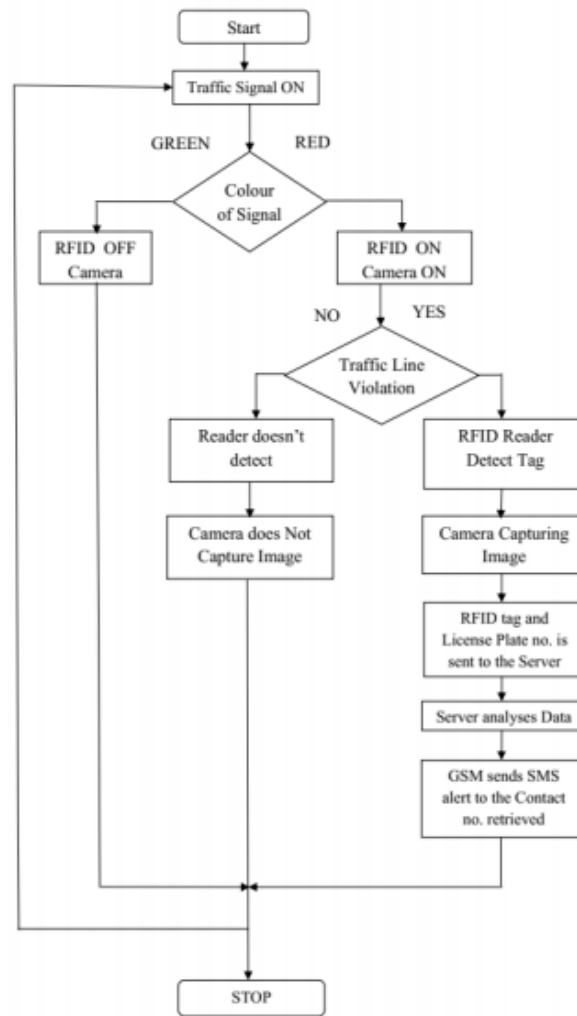 Start
Traffic Signal ON
GREEN
RED
Colour
of Signal
RFID OFF
Camera
RFID ON
Camera ON
NO
YES
Traffic Line
Violation
Reader doesn't
detect
RFID Reader
Detect Tag
Camera does Not
Capture Image
Camera Capturing
Image
RFID tag and
License Plate no. is
sent to the Server
Server analyses Data
GSM sends SMS
alert to the Contact
no. retrieved
STOP